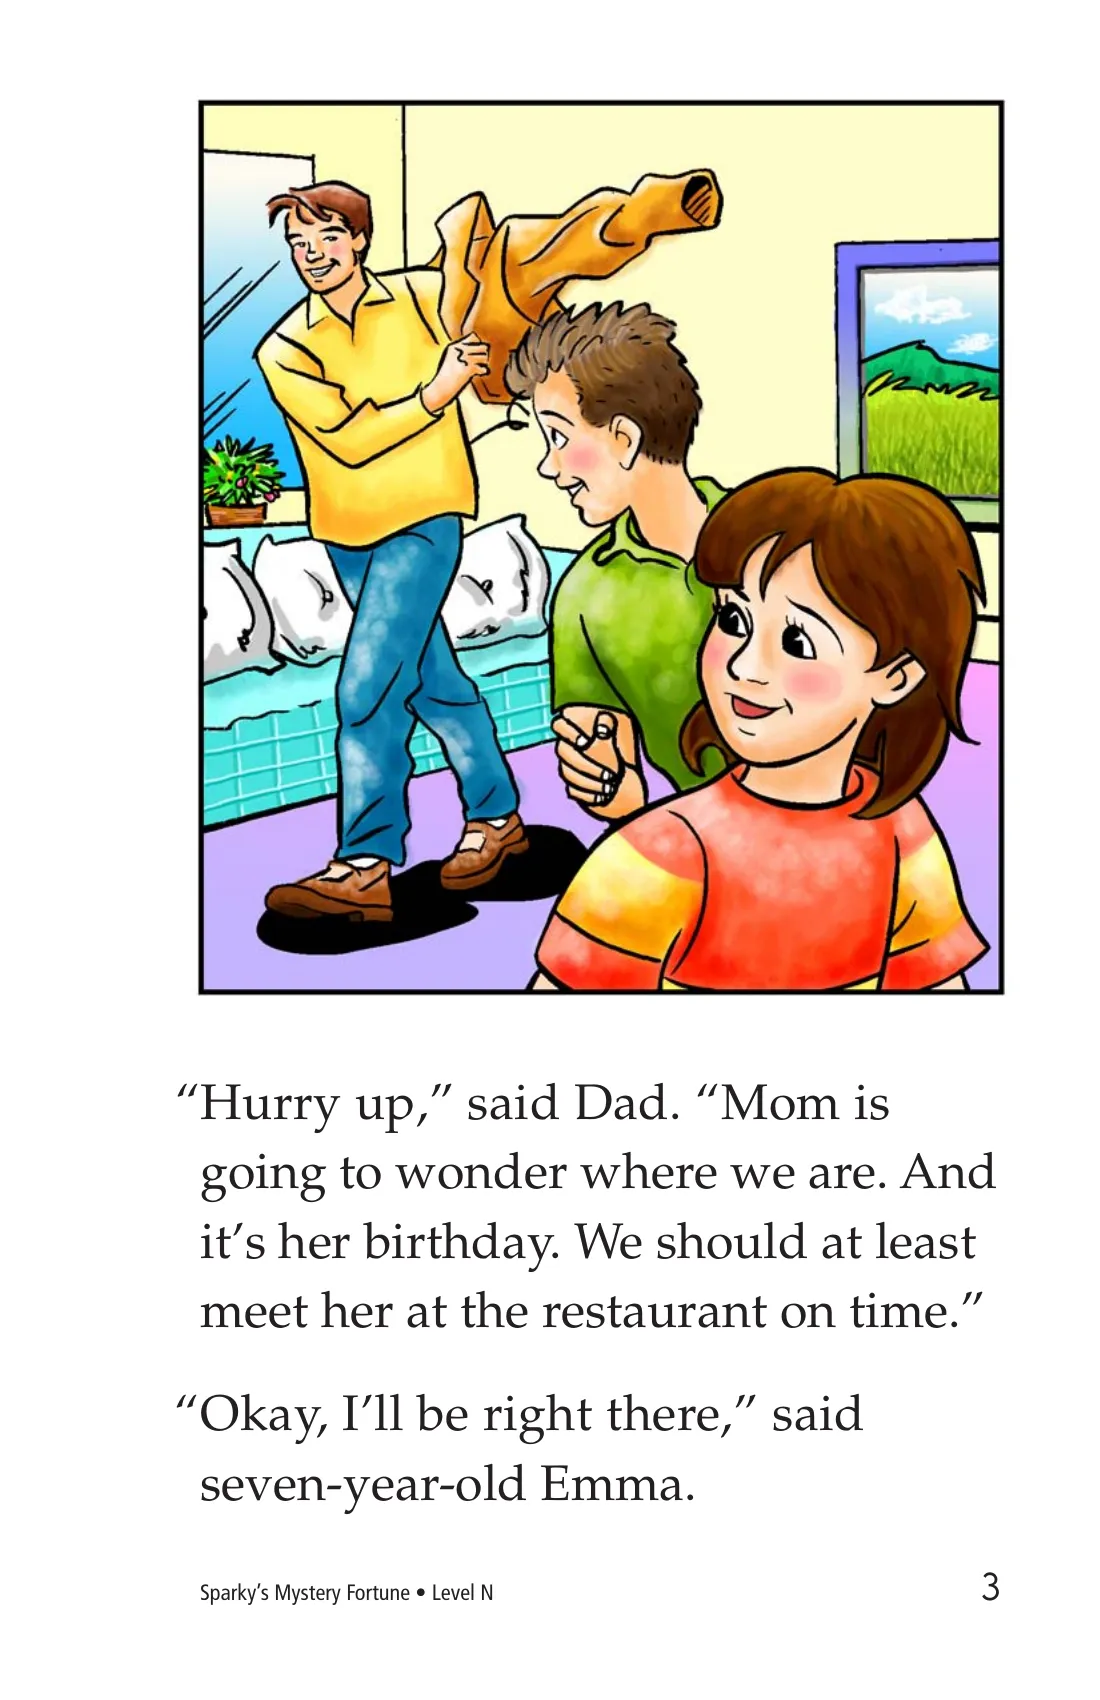 “Hurry up,” said Dad. “Mom is
going to wonder where we are. And
it’s her birthday. We should at least
meet her at the restaurant on time.”
“Okay, I’ll be right there,” said
seven-year-old Emma.
Sparky’s Mystery Fortune • Level N
3